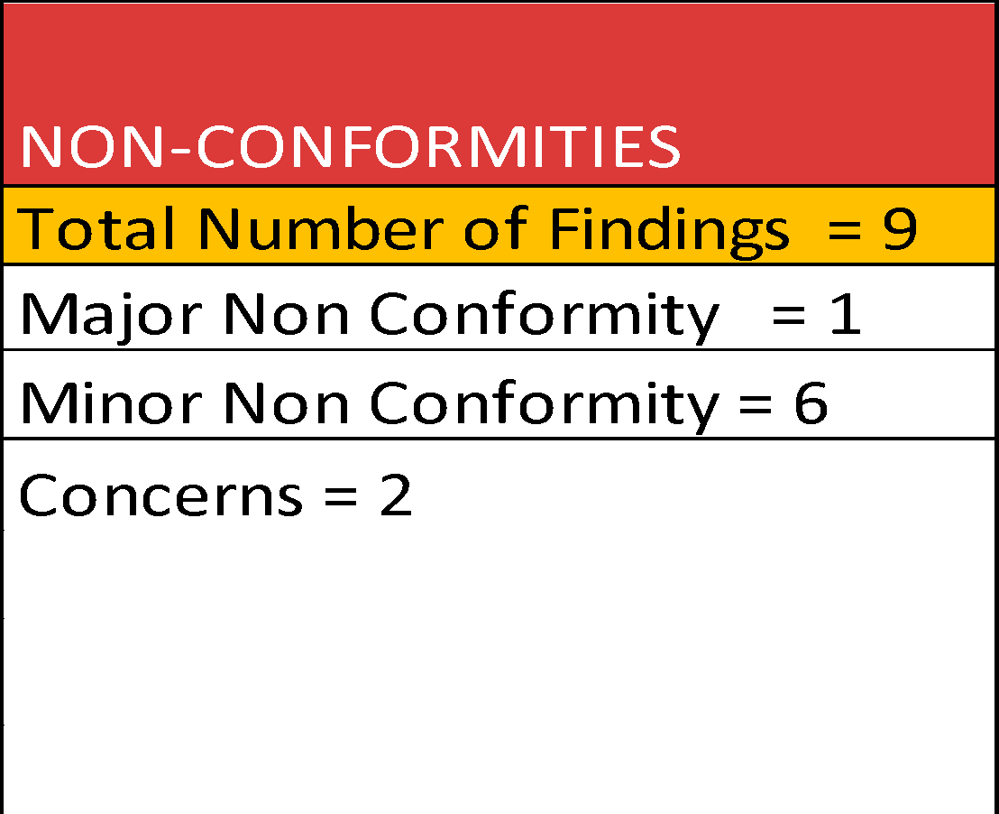 NON-CONFORMITIES
Total Number of Findings  = 9
Major Non Conformity   = 1
Minor Non Conformity = 6
Concerns = 2